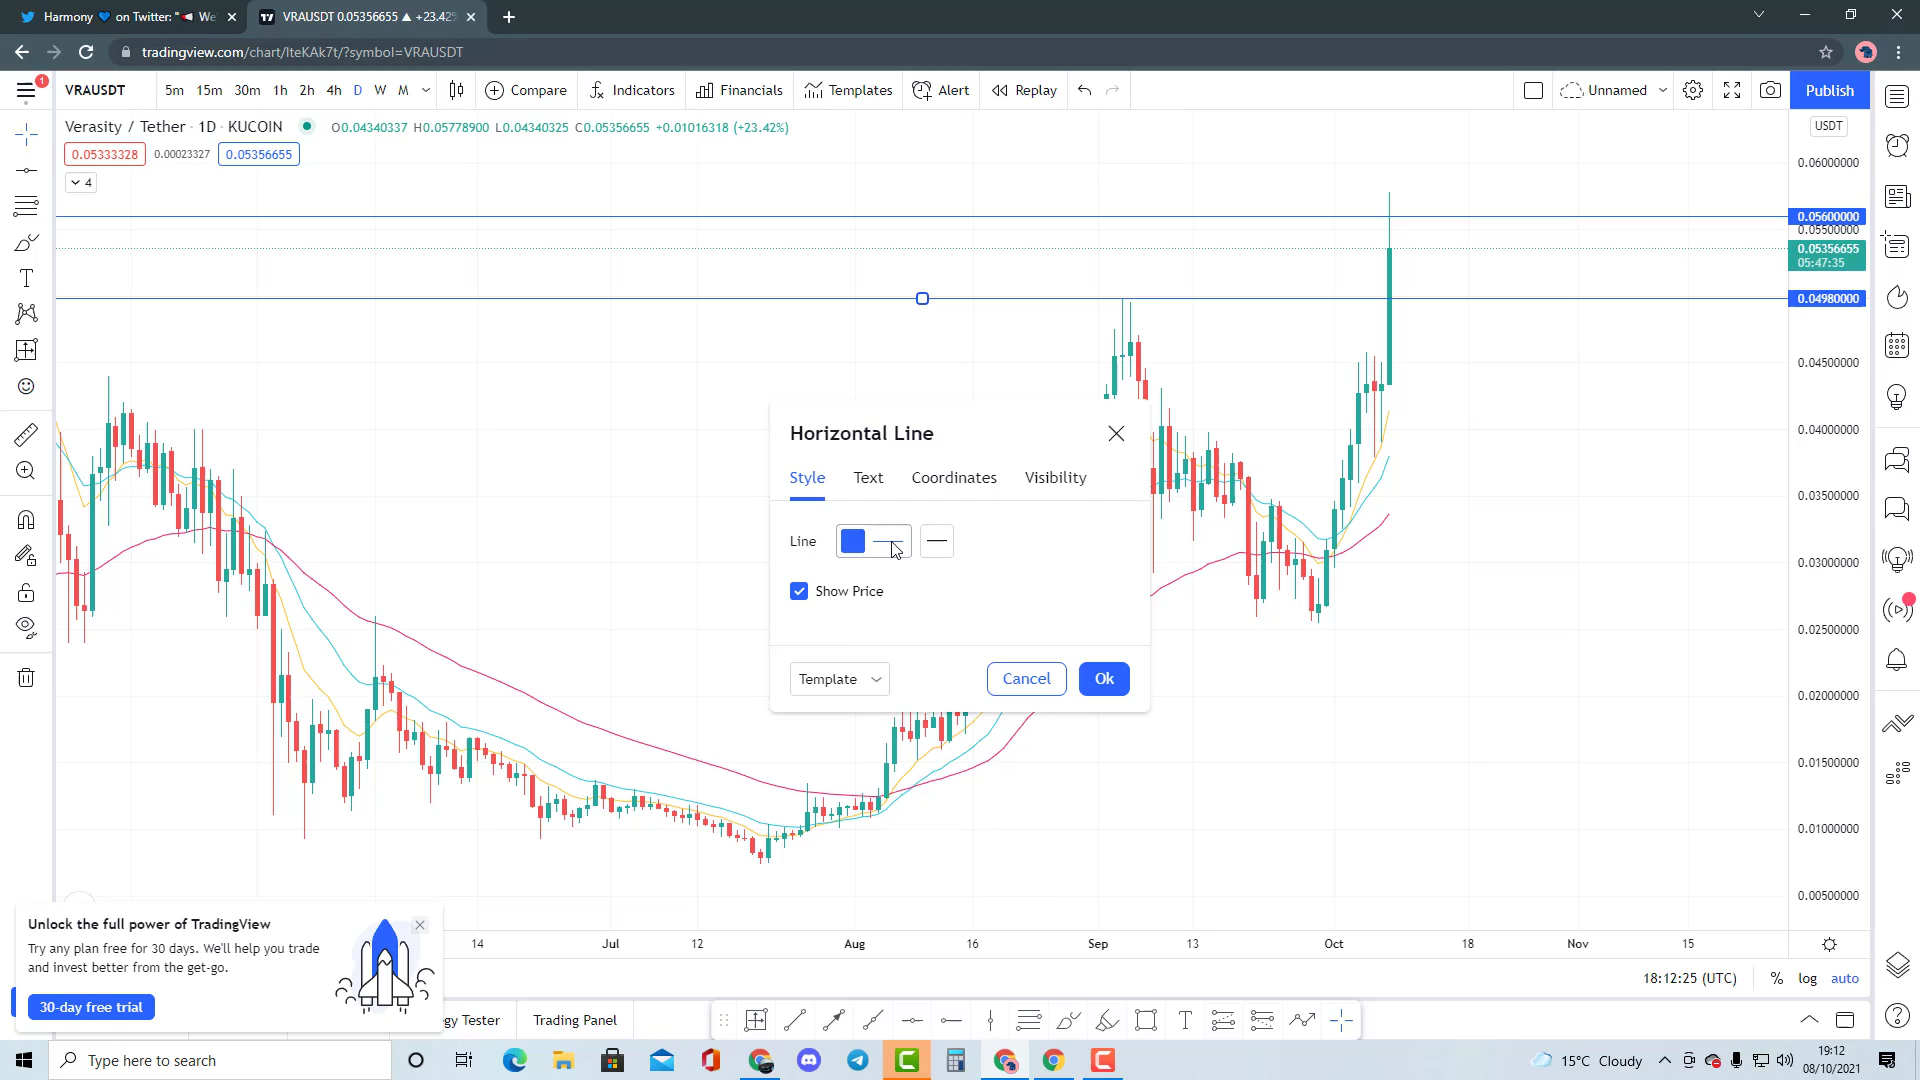 Harmony 💙 on Twitter: "📢 We
VRAUSDT 0.05356655 ▲ +23.42%
tradingview.com/chart/lteKAk7t/?symbol=VRAUSDT
1
VRAUSDT
5m 15m 30m 1h 2h 4h D W M
Compare
Indicators
Financials
Templates
Alert
Replay
Unnamed
Publish
Verasity / Tether · 1D · KUCOIN
O0.04340337 H0.05778900 L0.04340325 C0.05356655 +0.01016318 (+23.42%)
0.05333328 0.00023327 0.05356655
4
USDT
0.06000000
0.05600000
0.05500000
0.05356655
05:47:35
0.04980000
0.04500000
0.04000000
0.03500000
0.03000000
0.02500000
0.02000000
0.01500000
0.01000000
0.00500000
Horizontal Line
Style Text Coordinates Visibility
Line
Show Price
Template
Cancel
Ok
Unlock the full power of TradingView
Try any plan free for 30 days. We'll help you trade
and invest better from the get-go.
30-day free trial
14 Jul 12 Aug 16 Sep 13 Oct 18 Nov 15
18:12:25 (UTC)
% log auto
gy Tester
Trading Panel
Type here to search
15°C Cloudy
19:12
08/10/2021